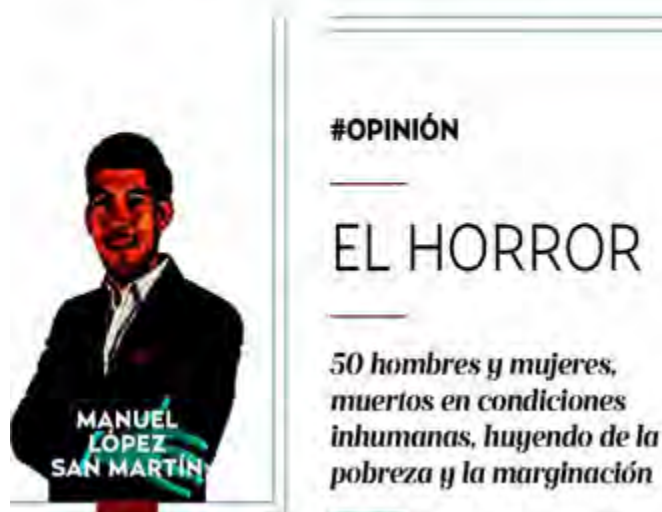 MANUEL
LÓPEZ
SAN MARTÍN
#OPINIÓN
EL HORROR
50 hombres y mujeres,
muertos en condiciones
inhumanas, huyendo de la
pobreza y la marginación